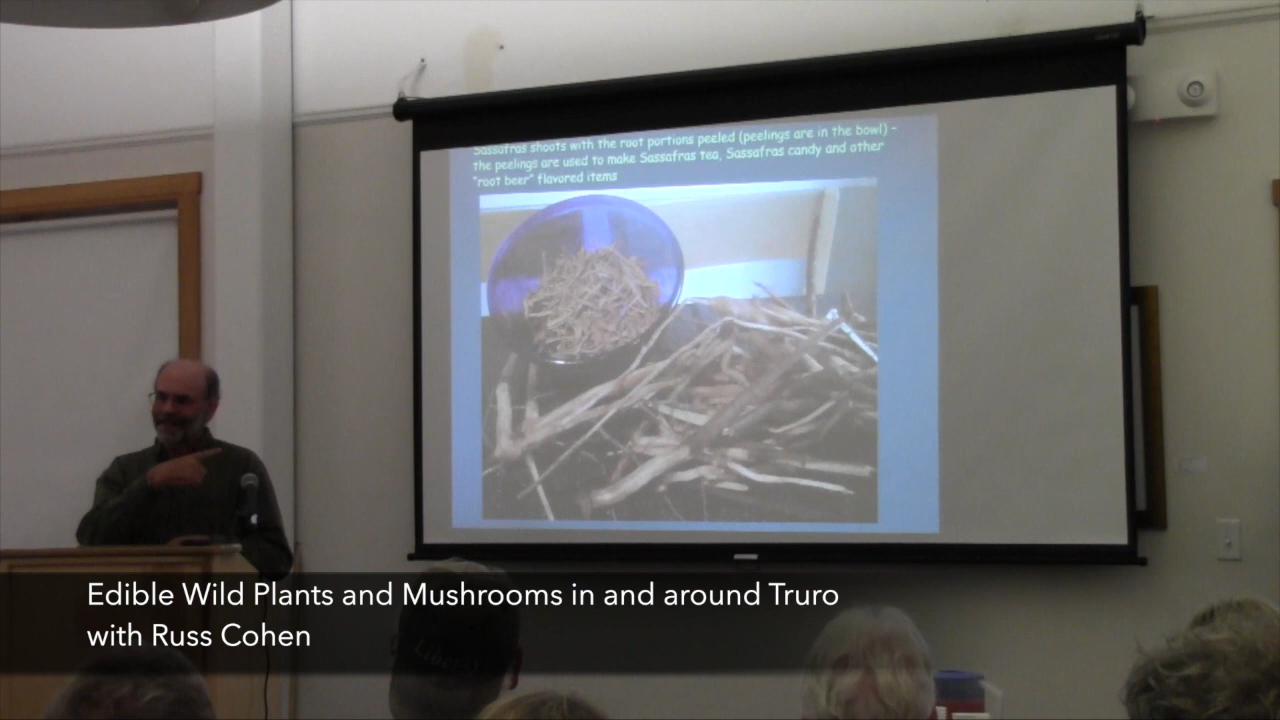 Sassafras shoots with the root portions peeled (peelings are in the bowl) -
the peelings are used to make Sassafras tea, Sassafras candy and other
"root beer" flavored items
Edible Wild Plants and Mushrooms in and around Truro
with Russ Cohen